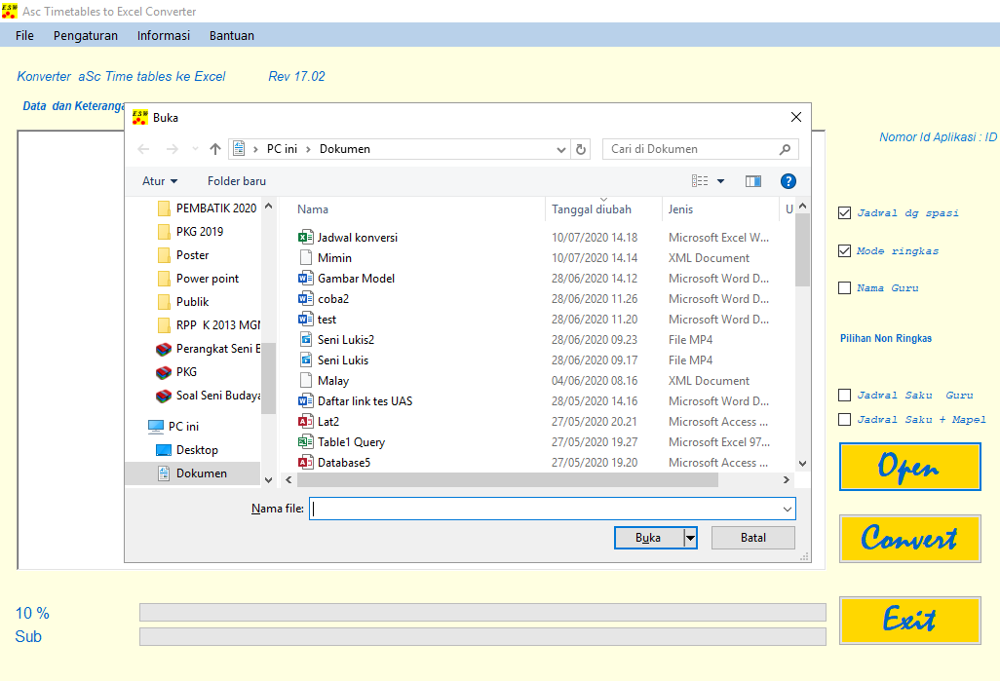 Asc Timetables to Excel Converter
File Pengaturan Informasi Bantuan
Konverter aSc Time tables ke Excel Rev 17.02
Data dan Keteranga
Nomor Id Aplikasi : ID
ESW Buka
PC ini Dokumen
Cari di Dokumen
Atur Folder baru
PEMBATIK 2020
PKG 2019
Poster
Power point
Publik
RPP K 2013 MGM
Perangkat Seni B
PKG
Soal Seni Budaya
PC ini
Desktop
Dokumen
Nama Tanggal diubah Jenis U
Jadwal konversi 10/07/2020 14.18 Microsoft Excel W...
Mimin 10/07/2020 14.14 XML Document
Gambar Model 28/06/2020 14.12 Microsoft Word D...
coba2 28/06/2020 11.26 Microsoft Word D...
test 28/06/2020 11.20 Microsoft Word D...
Seni Lukis2 28/06/2020 09.23 File MP4
Seni Lukis 28/06/2020 09.17 File MP4
Malay 04/06/2020 08.16 XML Document
Daftar link tes UAS 28/05/2020 14.16 Microsoft Word D...
Lat2 27/05/2020 20.21 Microsoft Access ...
Table1 Query 27/05/2020 19.27 Microsoft Excel 97...
Database5 27/05/2020 19.20 Microsoft Access ...
Nama file:
Buka Batal
Jadwal dg spasi
Mode ringkas
Nama Guru
Pilihan Non Ringkas
Jadwal Saku Guru
Jadwal Saku + Mapel
Open
Convert
Exit
10 %
Sub